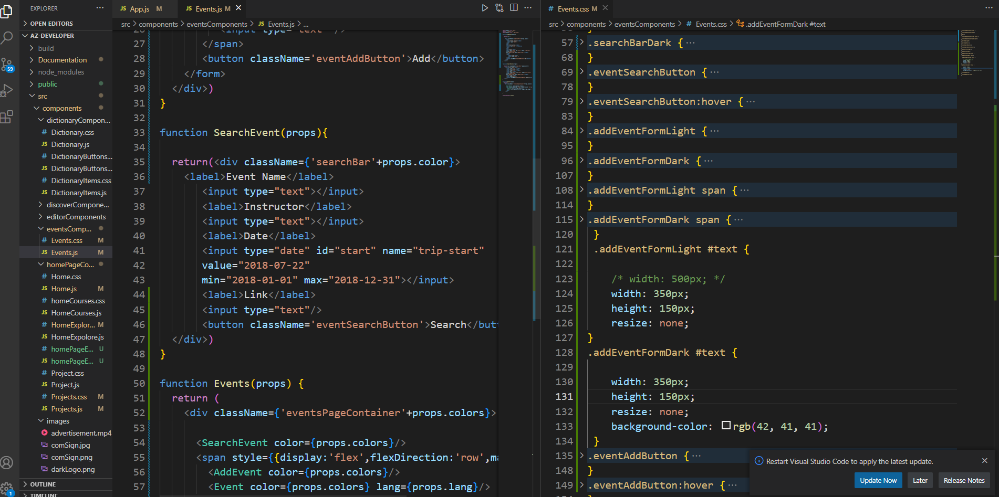 EXPLORER
OPEN EDITORS
AZ-DEVELOPER
build
Documentation
node_modules
public
src
components
dictionaryCompon...
# Dictionary.css
JS Dictionary.js
# DictionaryButtons...
JS DictionaryButtons...
# DictionaryItems.css
JS DictionaryItems.js
discoverCompone...
editorComponents
eventsComp...
# Events.css M
JS Events.js M
homePageCo...
# Home.css
JS Home.js M
# homeCourses.css
JS HomeCourses.js
# HomeExplor... M
JS HomeExpolore.js
# homePageE... U
JS homePageE... U
# Project.css
JS Project.js
# Projects.css M
JS Projects.js M
images
advertisement.mp4
comSign.jpg
comSign.png
darkLogo.png
OUTLINE
TIMELINE
59
1
JS App.js M
JS Events.js M
src > components > eventsComponents > JS Events.js > ...
26 <input type="text" />
27 </span>
28 <button className='eventAddButton'>Add</button>
29 </form>
30 </div>)
31 }
32
33 function SearchEvent(props){
34
35 return(<div className={'searchBar'+props.color}>
36 <label>Event Name</label>
37 <input type="text"></input>
38 <label>Instructor</label>
39 <input type="text"></input>
40 <label>Date</label>
41 <input type="date" id="start" name="trip-start"
42 value="2018-07-22"
43 min="2018-01-01" max="2018-12-31"></input>
44 <label>Link</label>
45 <input type="text"/>
46 <button className='eventSearchButton'>Search</butt
47 </div>)
48 }
49
50 function Events(props) {
51 return (
52 <div className={'eventsPageContainer'+props.colors}>
53
54 <SearchEvent color={props.colors}/>
55 <span style={{display:'flex',flexDirection:'row',ma
56 <AddEvent color={props.colors}/>
57 <Event color={props.colors} lang={props.lang}/>
# Events.css M
src > components > eventsComponents > # Events.css > .addEventFormDark #text
57 .searchBarDark { ...
68 }
69 .eventSearchButton { ...
78 }
79 .eventSearchButton:hover { ...
83 }
84 .addEventFormLight { ...
95 }
96 .addEventFormDark { ...
107 }
108 .addEventFormLight span { ...
114 }
115 .addEventFormDark span { ...
120 }
121 .addEventFormLight #text {
122
123 /* width: 500px; */
124 width: 350px;
125 height: 150px;
126 resize: none;
127 }
128 .addEventFormDark #text {
129
130 width: 350px;
131 height: 150px;
132 resize: none;
133 background-color: rgb(42, 41, 41);
134 }
135 .eventAddButton { ...
148 }
149 .eventAddButton:hover { ...
Restart Visual Studio Code to apply the latest update.
Update Now
Later
Release Notes